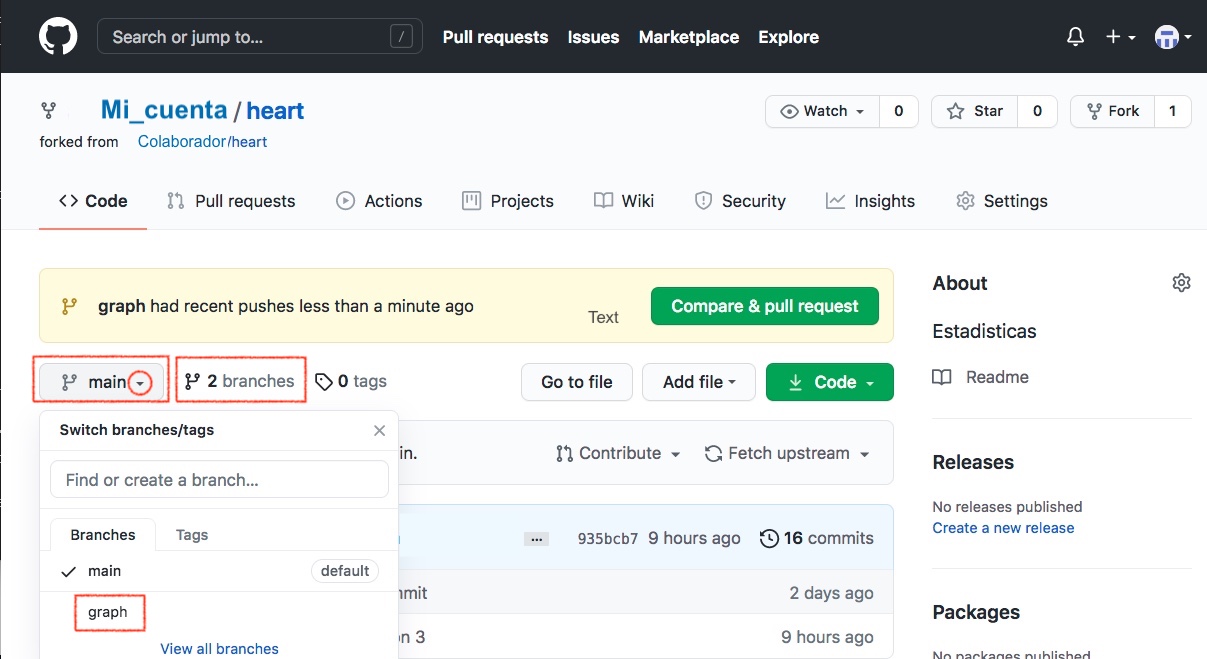 Search or jump to... /
Pull requests Issues Marketplace Explore
Mi_cuenta / heart
forked from Colaborador/heart
Watch 0 Star 0 Fork 1
Code Pull requests Actions Projects Wiki Security Insights Settings
graph had recent pushes less than a minute ago
Text
Compare & pull request
main 2 branches 0 tags
Go to file Add file Code
Switch branches/tags
Find or create a branch...
Branches Tags
main default
graph
View all branches
in.
Contribute Fetch upstream
... 935bcb7 9 hours ago 16 commits
mmit 2 days ago
on 3 9 hours ago
About
Estadisticas
Readme
Releases
No releases published
Create a new release
Packages
No packages published